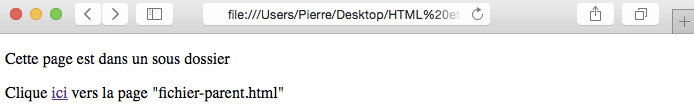 file:///Users/Pierre/Desktop/HTML%20et
Cette page est dans un sous dossier
Clique ici vers la page "fichier-parent.html"